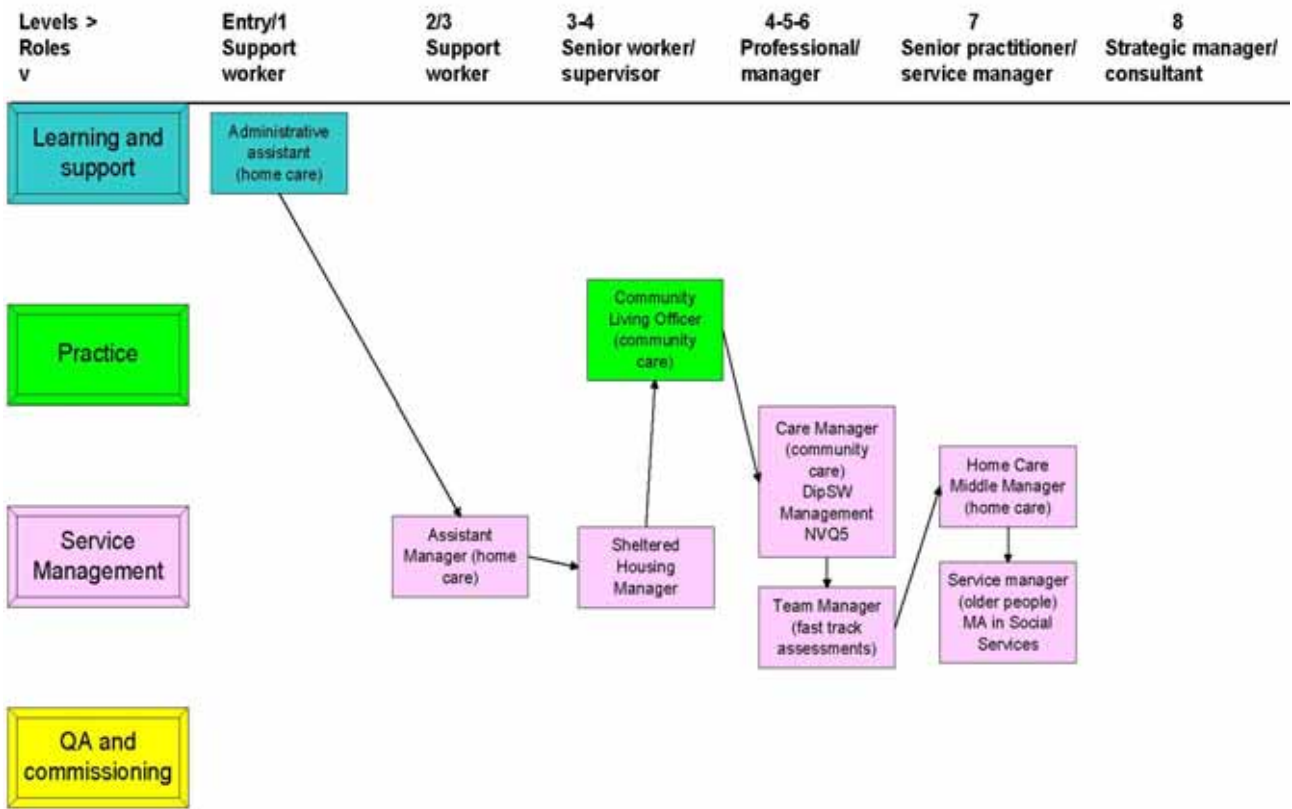 Levels >
Roles
v
Entry/1
Support
worker
2/3
Support
worker
3-4
Senior worker/
supervisor
4-5-6
Professional/
manager
7
Senior practitioner/
service manager
8
Strategic manager/
consultant
Learning and
support
Administrative
assistant
(home care)
Practice
Community
Living Officer
(community
care)
Service
Management
Assistant
Manager (home
care)
Sheltered
Housing
Manager
Care Manager
(community
care)
DipSW
Management
NVQ5
Team Manager
(fast track
assessments)
Home Care
Middle Manager
(home care)
Service manager
(older people)
MA in Social
Services
QA and
commissioning